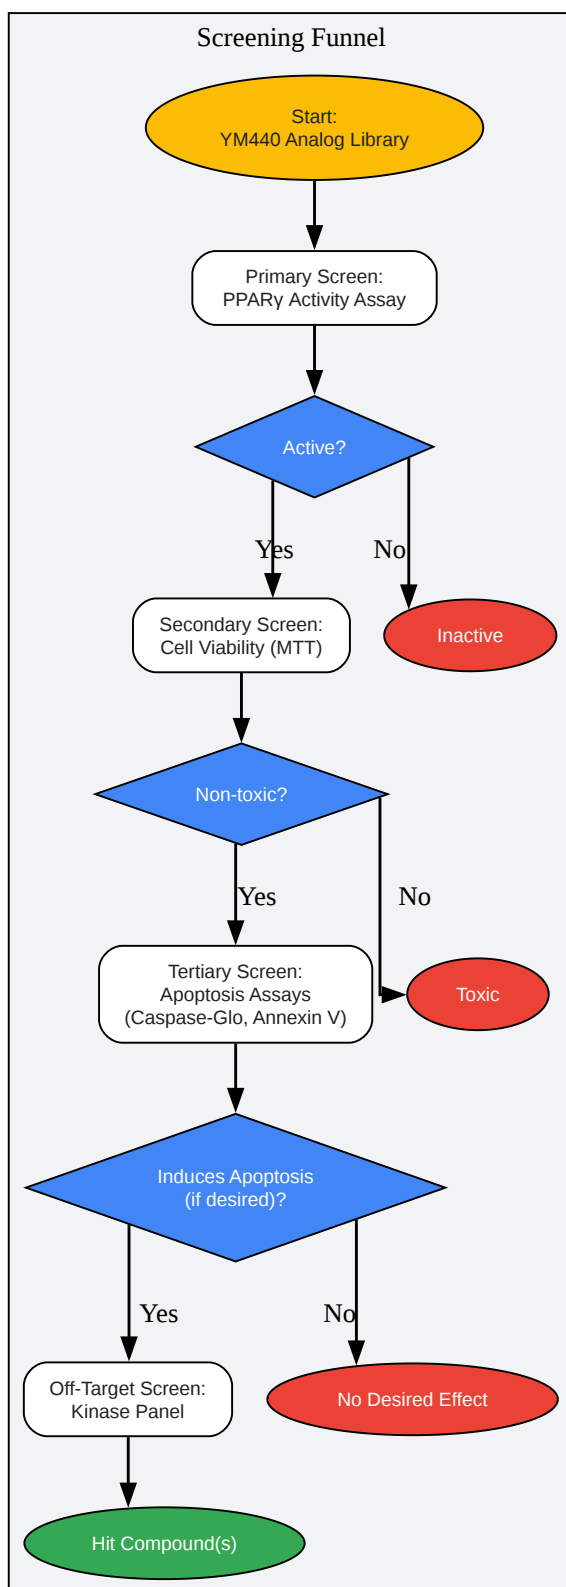 Screening Funnel
Start:
YM440 Analog Library
Primary Screen:
PPARγ Activity Assay
Active?
Yes
No
Secondary Screen:
Cell Viability (MTT)
Inactive
Non-toxic?
Yes
No
Tertiary Screen:
Apoptosis Assays
(Caspase-Glo, Annexin V)
Toxic
Induces Apoptosis
(if desired)?
Yes
No
Off-Target Screen:
Kinase Panel
No Desired Effect
Hit Compound(s)